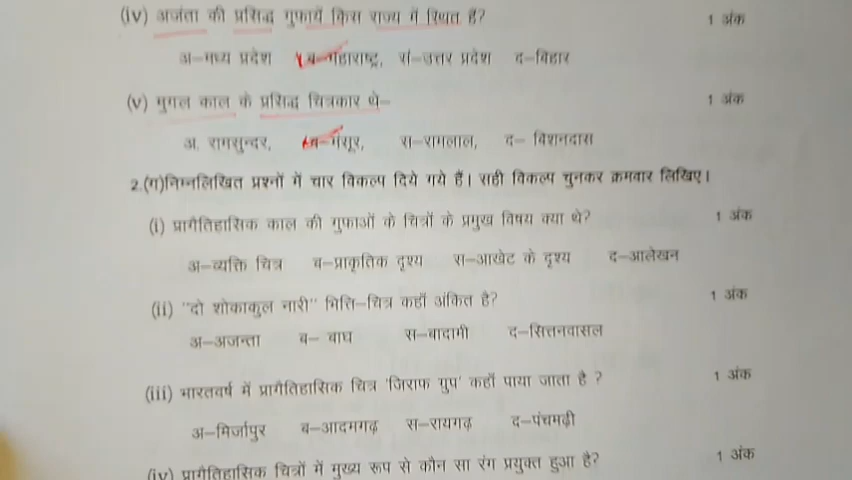 (iv) अजंता की प्रसिद्ध गुफायें किस राज्य में स्थित हैं? 1 अंक
अ–मध्य प्रदेश ब–महाराष्ट्र, स–उत्तर प्रदेश द–बिहार
(v) मुगल काल के प्रसिद्ध चित्रकार थे– 1 अंक
अ. रामसुन्दर, ब–मंसूर, स–रामलाल, द– बिशनदास
2.(ग)निम्नलिखित प्रश्नों में चार विकल्प दिये गये हैं। सही विकल्प चुनकर क्रमवार लिखिए।
(i) प्रागैतिहासिक काल की गुफाओं के चित्रों के प्रमुख विषय क्या थे? 1 अंक
अ–व्यक्ति चित्र ब–प्राकृतिक दृश्य स–आखेट के दृश्य द–आलेखन
(ii) "दो शोकाकुल नारी" भित्ति–चित्र कहाँ अंकित है? 1 अंक
अ–अजन्ता ब– बाघ स–बादामी द–सित्तनवासल
(iii) भारतवर्ष में प्रागैतिहासिक चित्र 'जिराफ ग्रुप' कहाँ पाया जाता है ? 1 अंक
अ–मिर्जापुर ब–आदमगढ़ स–रायगढ़ द–पंचमढ़ी
(iv) प्रागैतिहासिक चित्रों में मुख्य रूप से कौन सा रंग प्रयुक्त हुआ है? 1 अंक